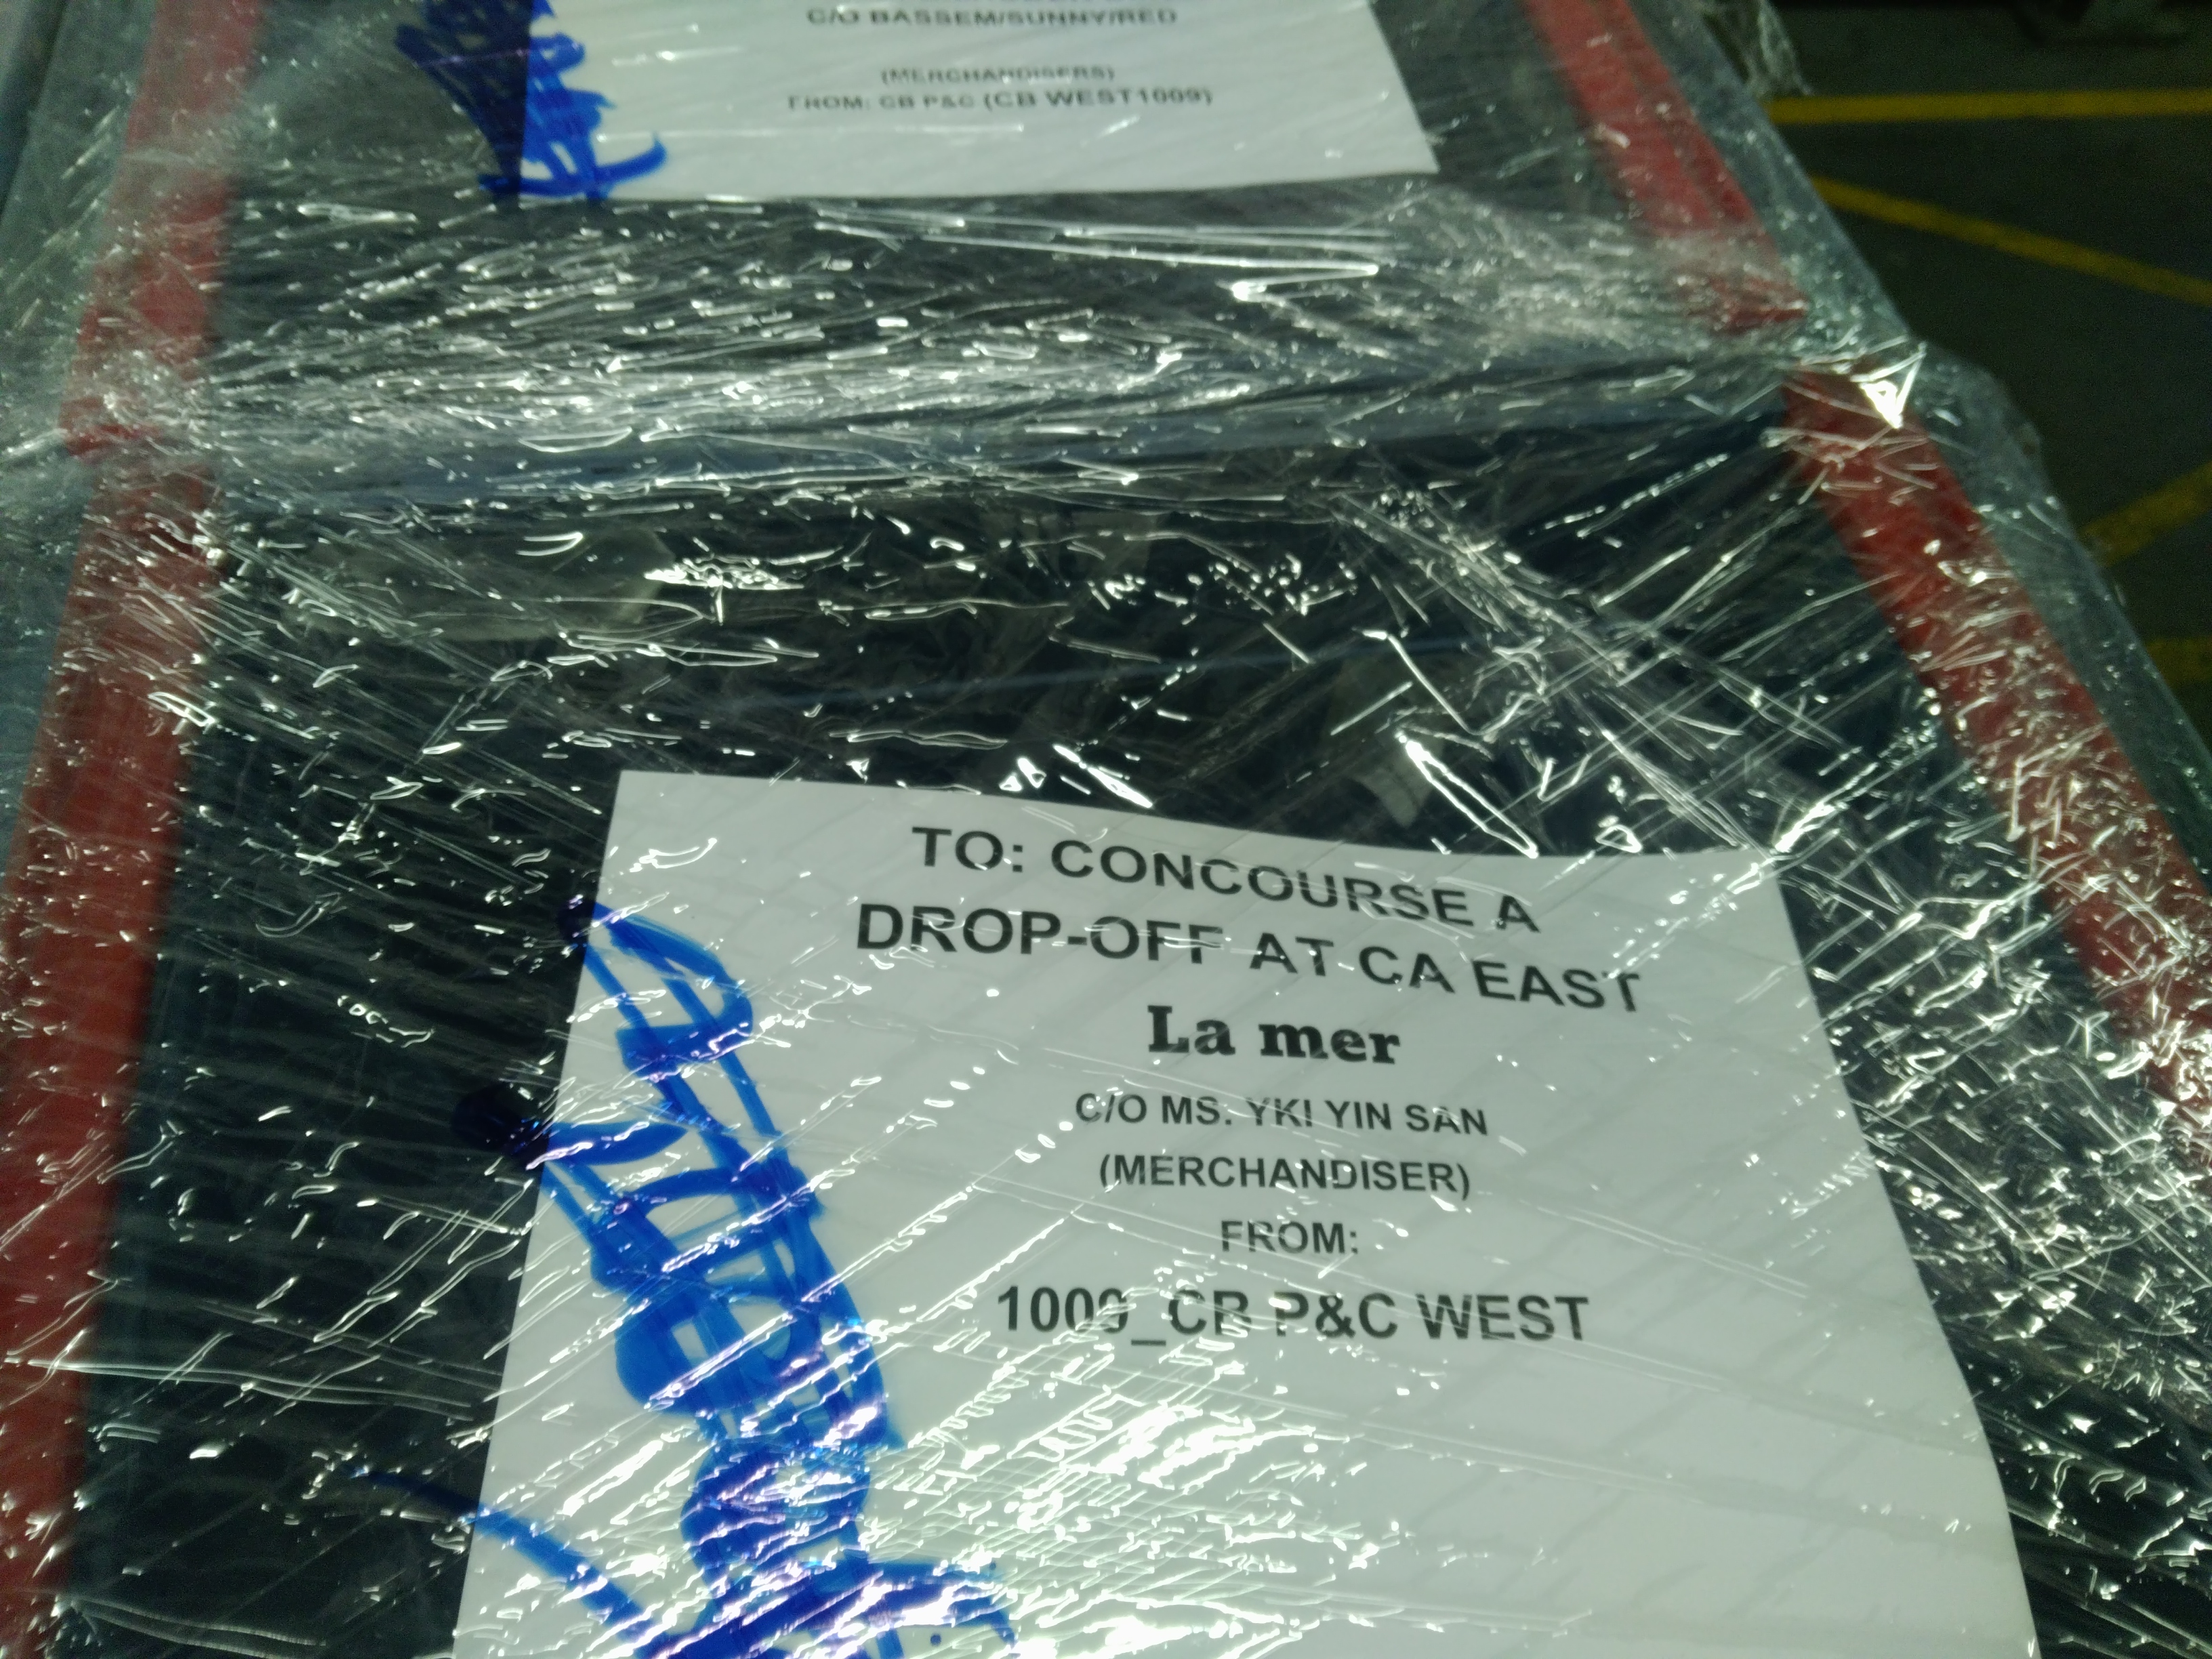 C/O BASSEM/SUNNY/RED
(MERCHANDISERS)
FROM: CB P&C (CB WEST1009)
TO: CONCOURSE A
DROP-OFF AT CA EAST
La mer
C/O MS. YKI YIN SAN
(MERCHANDISER)
FROM:
1009_CB P&C WEST